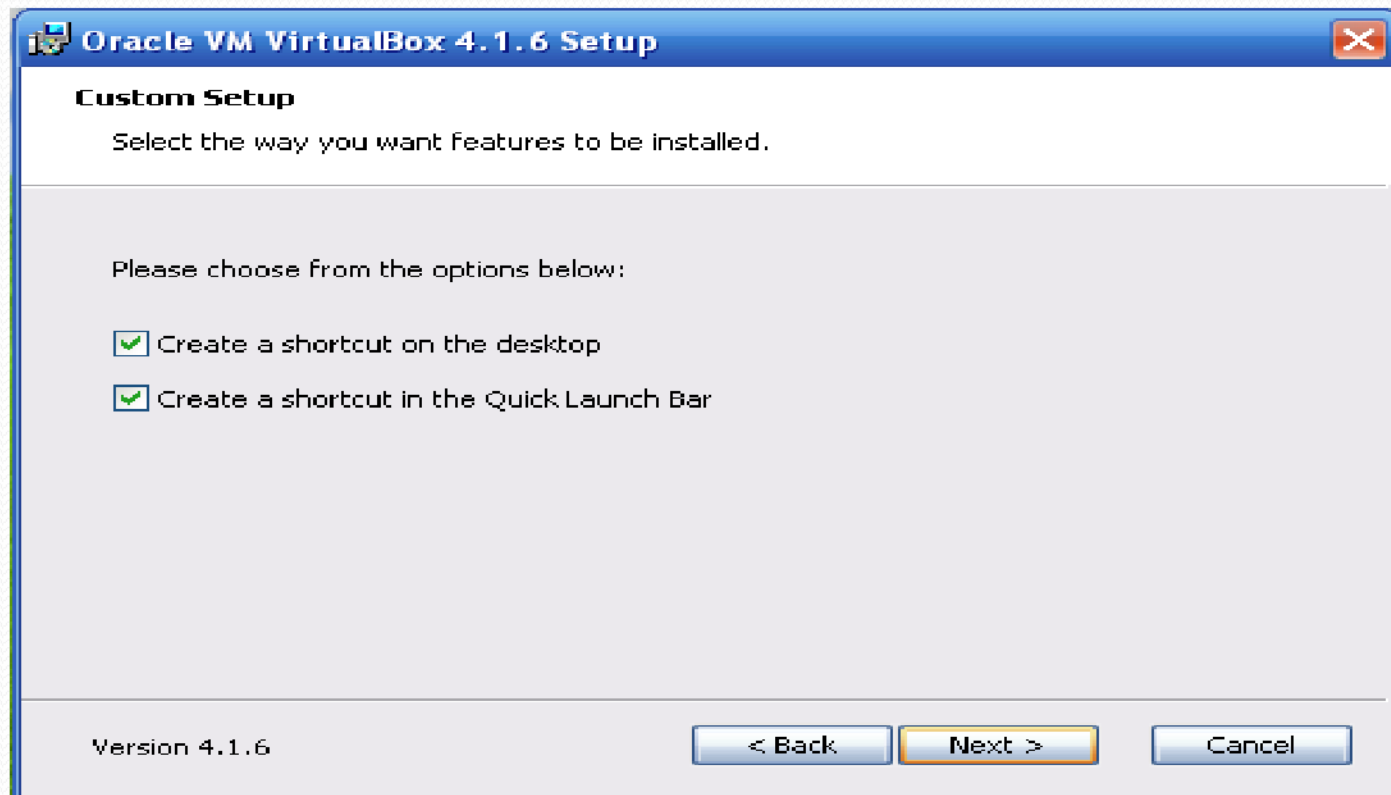 Oracle VM VirtualBox 4.1.6 Setup
Custom Setup
Select the way you want features to be installed.
Please choose from the options below:
Create a shortcut on the desktop
Create a shortcut in the Quick Launch Bar
Version 4.1.6
< Back
Next >
Cancel